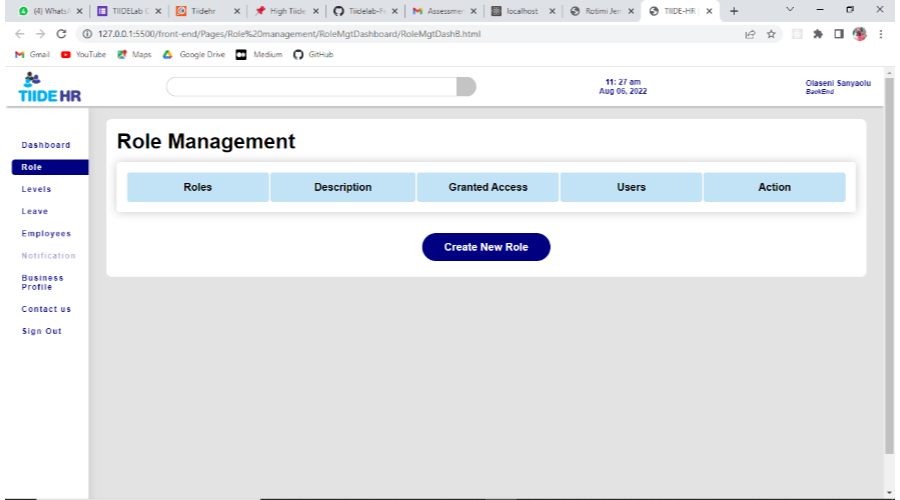 (4) Whats
TIIDELab
Tiidehr
High Tiide
Tiidelab-F
Assessme
localhost
Rotimi Jer
TIIDE-HR
127.0.0.1:5500/front-end/Pages/Role%20management/RoleMgtDashboard/RoleMgtDashB.html
Gmail YouTube Maps Google Drive Medium GitHub
TIIDE HR
11: 27 am
Aug 06, 2022
Olaseni Sanyaolu
BackEnd
Dashboard
Role
Levels
Leave
Employees
Notification
Business
Profile
Contact us
Sign Out
Role Management
Roles Description Granted Access Users Action
Create New Role